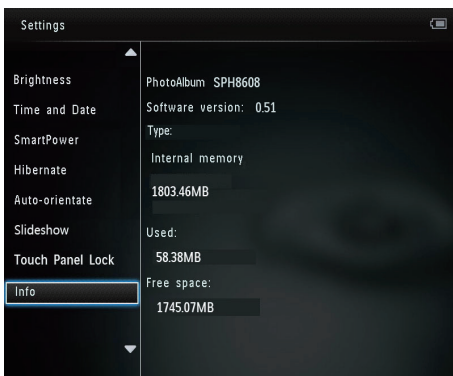 Settings
Brightness
Time and Date
SmartPower
Hibernate
Auto-orientate
Slideshow
Touch Panel Lock
Info
PhotoAlbum SPH8608
Software version: 0.51
Type:
Internal memory
1803.46MB
Used:
58.38MB
Free space:
1745.07MB